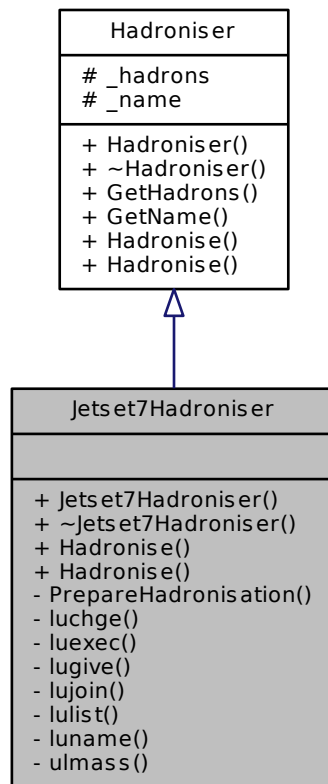 Hadroniser
# _hadrons
# _name
+ Hadroniser()
+ ~Hadroniser()
+ GetHadrons()
+ GetName()
+ Hadronise()
+ Hadronise()
Jetset7Hadroniser
+ Jetset7Hadroniser()
+ ~Jetset7Hadroniser()
+ Hadronise()
+ Hadronise()
- PrepareHadronisation()
- luchge()
- luexec()
- lugive()
- lujoin()
- lulist()
- luname()
- ulmass()